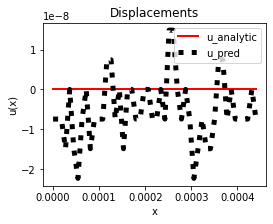 Displacements
1e−8
u_analytic
u_pred
1
0
−1
−2
u(x)
0.0000
0.0001
0.0002
0.0003
0.0004
x